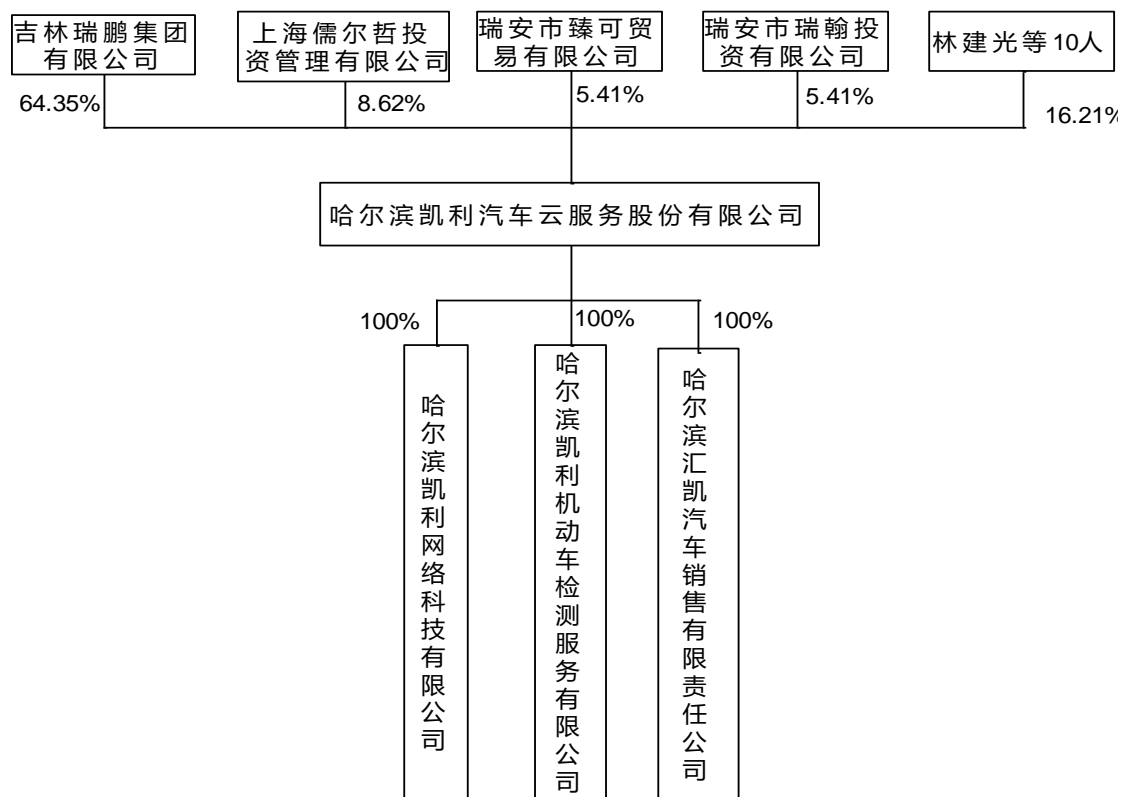 吉林瑞鹏集团
有限公司
上海儒尔哲投
资管理有限公司
瑞安市臻可贸
易有限公司
瑞安市瑞翰投
资有限公司
林建光等10人
64.35%
8.62%
5.41%
5.41%
16.21%
哈尔滨凯利汽车云服务股份有限公司
100%
100%
100%
哈尔滨凯利网络科技有限公司
哈尔滨凯利机动车检测服务有限公司
哈尔滨汇凯汽车销售有限责任公司